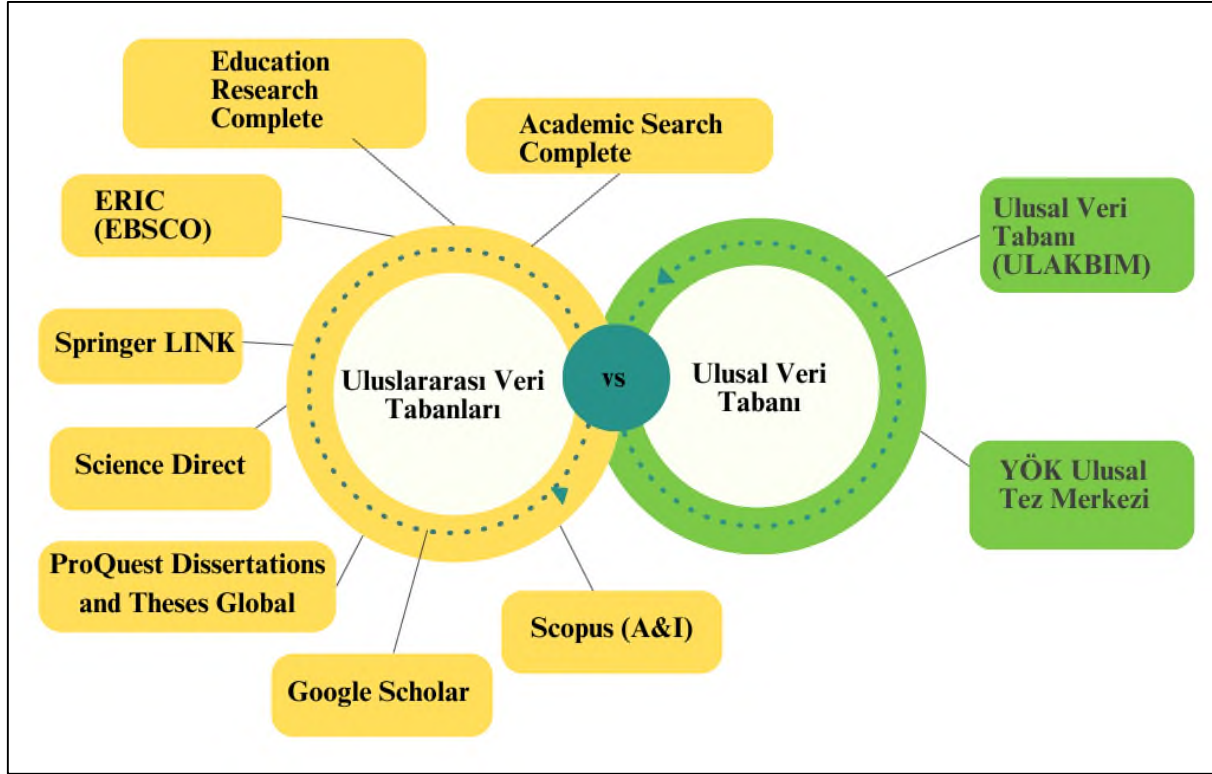 Education
Research
Complete
Academic Search
Complete
ERIC
(EBSCO)
Springer LINK
Science Direct
ProQuest Dissertations
and Theses Global
Google Scholar
Scopus (A&I)
Uluslararası Veri
Tabanları
vs
Ulusal Veri
Tabanı
Ulusal Veri
Tabanı
(ULAKBIM)
YÖK Ulusal
Tez Merkezi